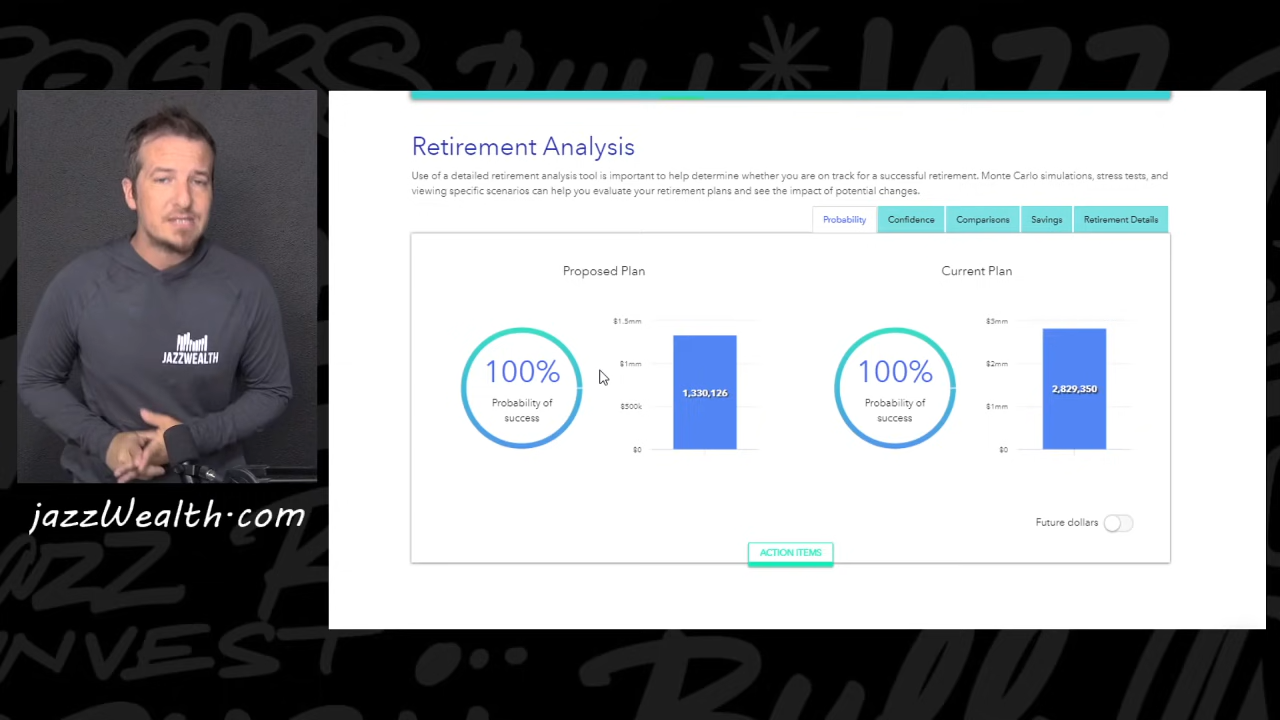 JAZZ
INVEST
JAZZWEALTH
jazzWealth.com
Retirement Analysis
Use of a detailed retirement analysis tool is important to help determine whether you are on track for a successful retirement. Monte Carlo simulations, stress tests, and
viewing specific scenarios can help you evaluate your retirement plans and see the impact of potential changes.
Probability
Confidence
Comparisons
Savings
Retirement Details
Proposed Plan
100%
Probability of
success
$1.5mm
$1mm
$500k
$0
1,330,126
Current Plan
100%
Probability of
success
$3mm
$2mm
$1mm
$0
2,829,350
Future dollars
ACTION ITEMS